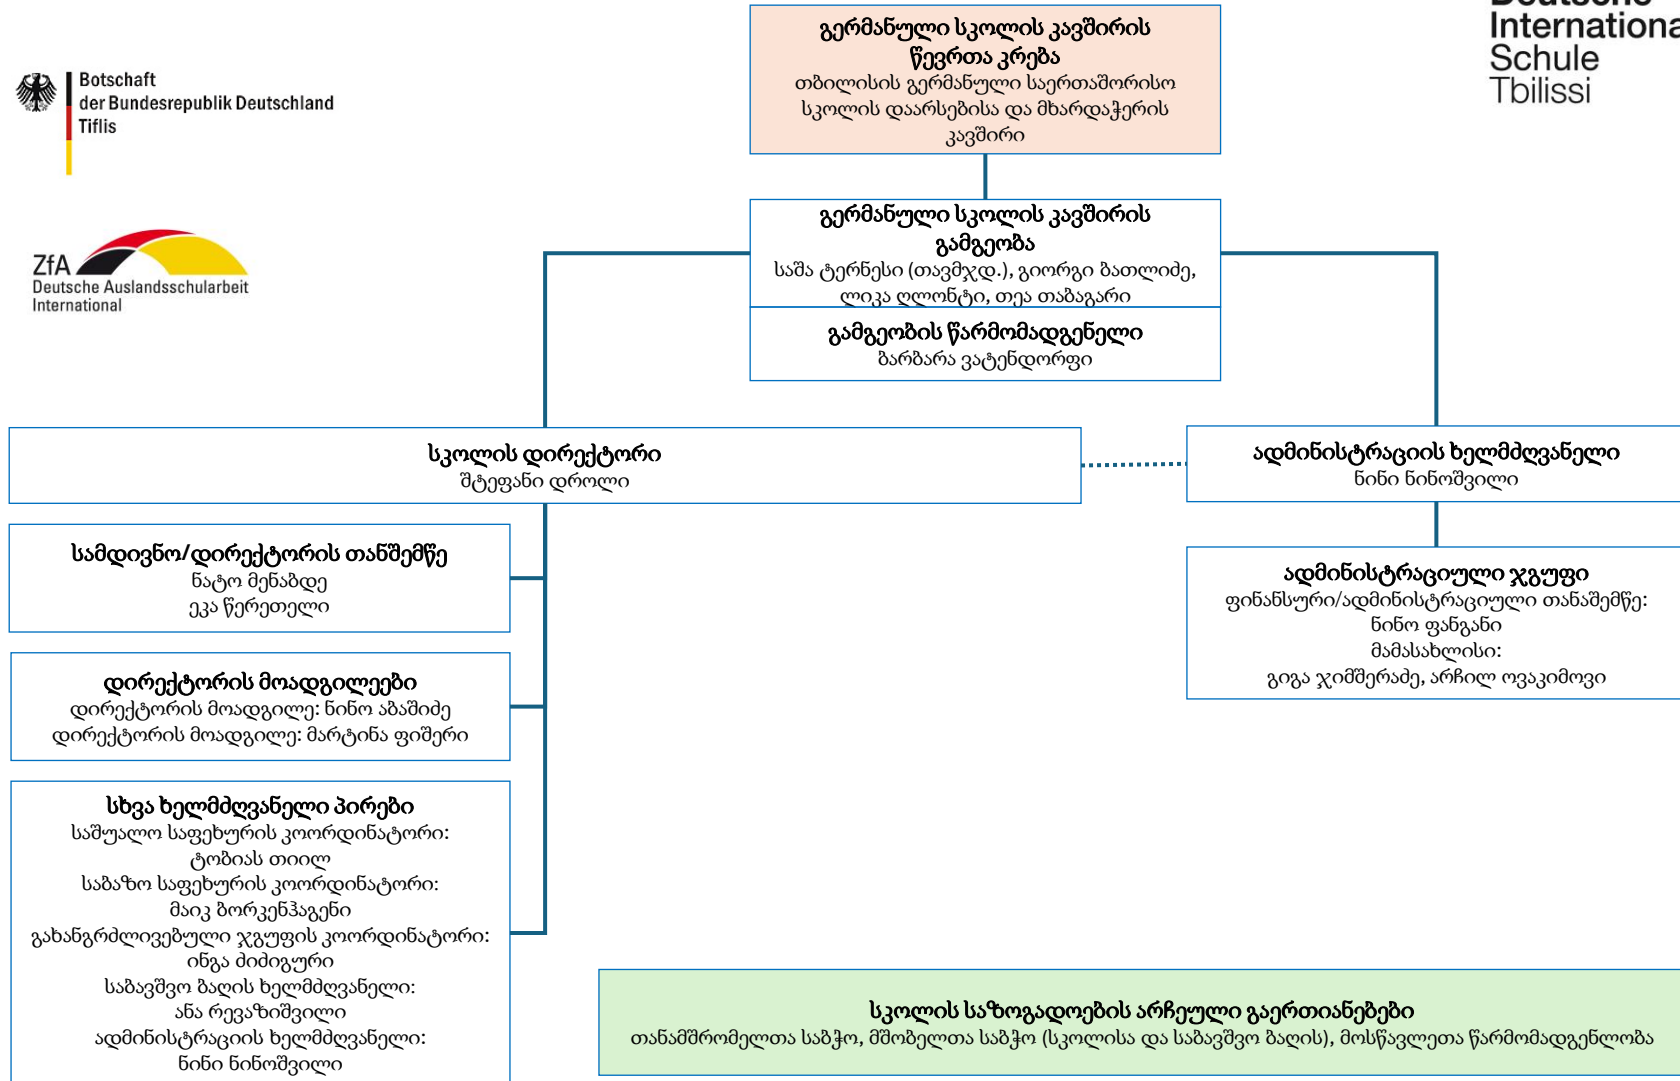 გერმანული სკოლის კავშირის
წევრთა კრება
თბილისის გერმანული საერთაშორისო
სკოლის დაარსებისა და მხარდაჭერის
კავშირი
Deutsche
Internationa
Schule
Tbilissi
Botschaft
der Bundesrepublik Deutschland
Tiflis
ZfA
Deutsche Auslandsschularbeit
International
გერმანული სკოლის კავშირის
გამგეობა
საშა ტერნესი (თავმჯდ.), გიორგი ბათლიძე,
ლიკა ღლონტი, თეა თაბაგარი
გამგეობის წარმომადგენელი
ბარბარა ვატენდორფი
სკოლის დირექტორი
შტეფანი დროლი
ადმინისტრაციის ხელმძღვანელი
ნინი ნინოშვილი
სამდივნო/დირექტორის თანშემწე
ნატო მენაბდე
ეკა წერეთელი
ადმინისტრაციული ჯგუფი
ფინანსური/ადმინისტრაციული თანაშემწე:
ნინო ფანგანი
მამასახლისი:
გიგა ჯიმშერაძე, არჩილ ოვაკიმოვი
დირექტორის მოადგილეები
დირექტორის მოადგილე: ნინო აბაშიძე
დირექტორის მოადგილე: მარტინა ფიშერი
სხვა ხელმძღვანელი პირები
საშუალო საფეხურის კოორდინატორი:
ტობიას თიილ
საბაზო საფეხურის კოორდინატორი:
მაიკ ბორკენჰაგენი
გახანგრძლივებული ჯგუფის კოორდინატორი:
ინგა ძიძიგური
საბავშვო ბაღის ხელმძღვანელი:
ანა რევაზიშვილი
ადმინისტრაციის ხელმძღვანელი:
ნინი ნინოშვილი
სკოლის საზოგადოების არჩეული გაერთიანებები
თანამშრომელთა საბჭო, მშობელთა საბჭო (სკოლისა და საბავშვო ბაღის), მოსწავლეთა წარმომადგენლობა